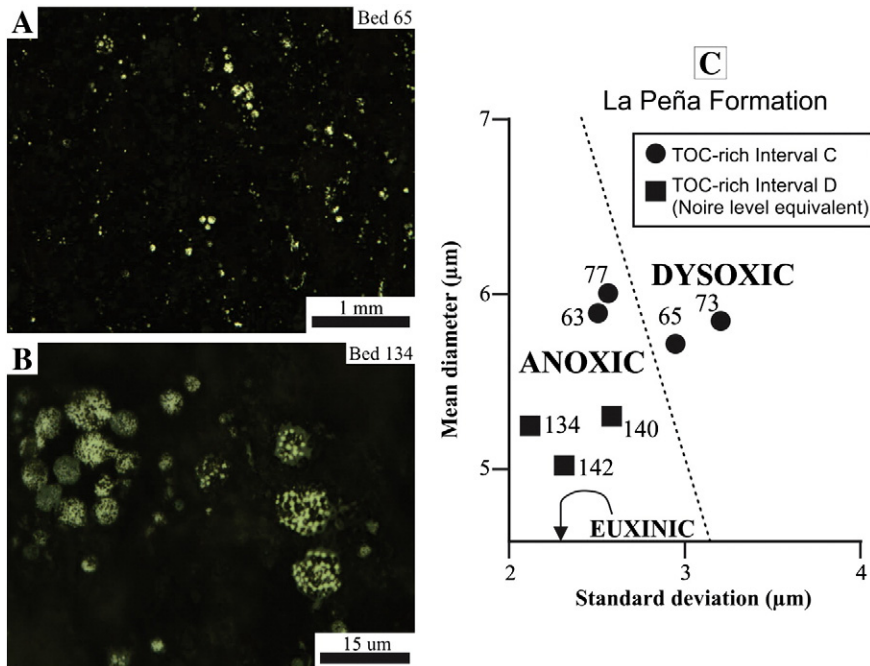 A
Bed 65
1 mm
B
Bed 134
15 um
C
La Peña Formation
TOC-rich Interval C
TOC-rich Interval D
(Noire level equivalent)
7
6
5
Mean diameter (µm)
DYSOXIC
77
73
63
65
ANOXIC
134
140
142
EUXINIC
2
3
4
Standard deviation (µm)